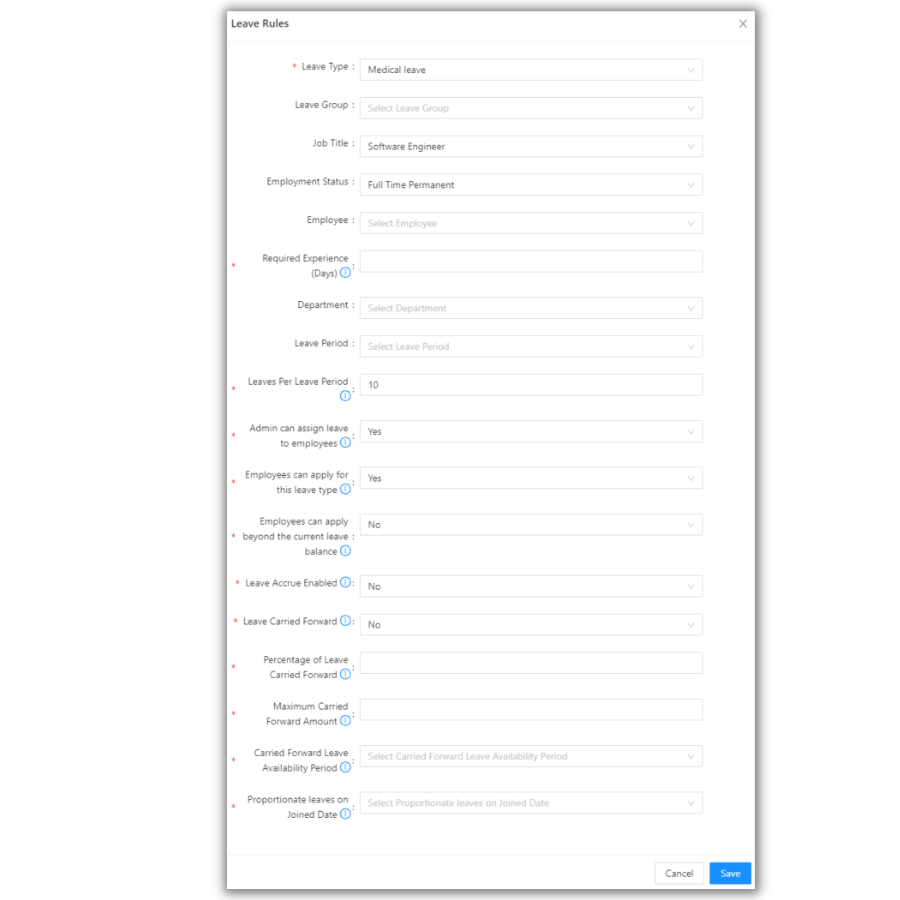 Leave Rules
* Leave Type : Medical leave
Leave Group : Select Leave Group
Job Title : Software Engineer
Employment Status : Full Time Permanent
Employee : Select Employee
Required Experience
* (Days) :
Department : Select Department
Leave Period : Select Leave Period
Leaves Per Leave Period 10
* :
Admin can assign leave Yes
* to employees :
Employees can apply for Yes
* this leave type :
Employees can apply No
* beyond the current leave :
balance
* Leave Accrue Enabled : No
* Leave Carried Forward : No
Percentage of Leave
* Carried Forward :
Maximum Carried
* Forward Amount :
Carried Forward Leave Select Carried Forward Leave Availability Period
* Availability Period :
Proportionate leaves on Select Proportionate leaves on Joined Date
* Joined Date :
Cancel Save